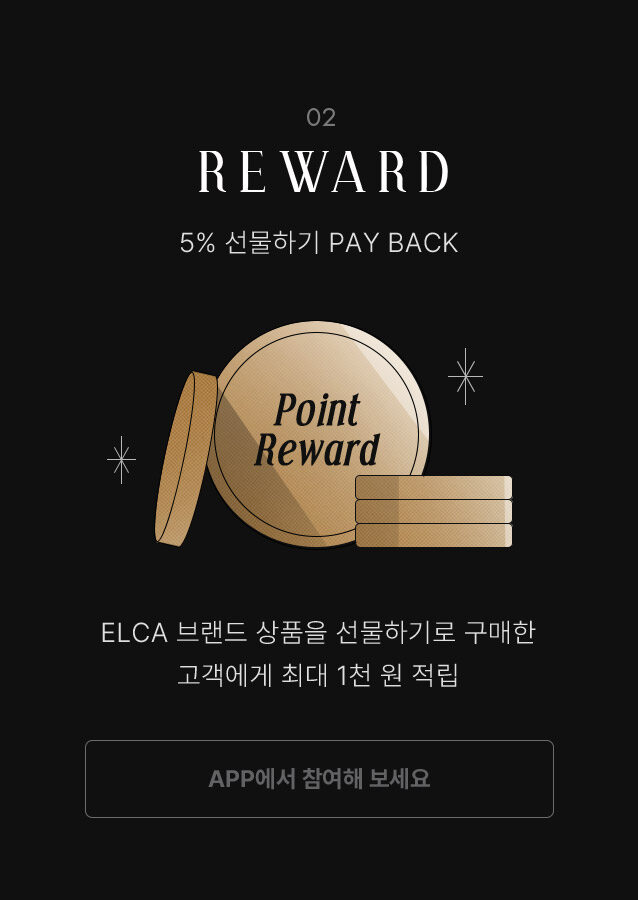 02
REWARD
5% 선물하기 PAY BACK
Point
Reward
ELCA 브랜드 상품을 선물하기로 구매한
고객에게 최대 1천 원 적립
APP에서 참여해 보세요